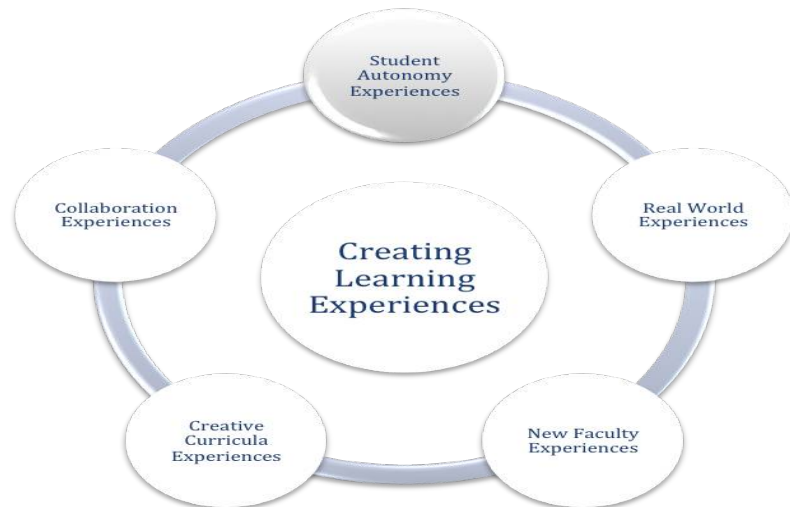 Student
Autonomy
Experiences
Collaboration
Experiences
Real World
Experiences
Creating
Learning
Experiences
Creative
Curricula
Experiences
New Faculty
Experiences